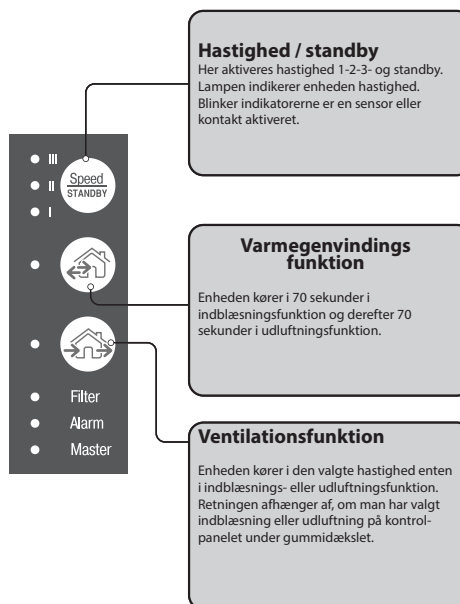 Hastighed / standby
Her aktiveres hastighed 1-2-3- og standby.
Lampen indikerer enheden hastighed.
Blinker indikatorerne er en sensor eller
kontakt aktiveret.
III
II
I
Speed
STANDBY
Varmegenvindings
funktion
Enheden kører i 70 sekunder i
indblæsningsfunktion og derefter 70
sekunder i udluftningfunktion.
Filter
Alarm
Master
Ventilationsfunktion
Enheden kører i den valgte hastighed enten
i indblæsnings- eller udluftningsfunktion.
Retningen afhænger af, om man har valgt
indblæsning eller udluftning på kontrol-
panelet under gummidækslet.